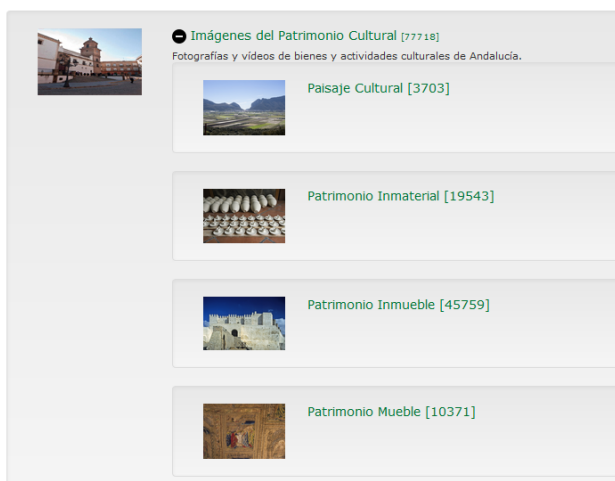 Imágenes del Patrimonio Cultural [77718]
Fotografías y vídeos de bienes y actividades culturales de Andalucía.
Paisaje Cultural [3703]
Patrimonio Inmaterial [19543]
Patrimonio Inmueble [45759]
Patrimonio Mueble [10371]